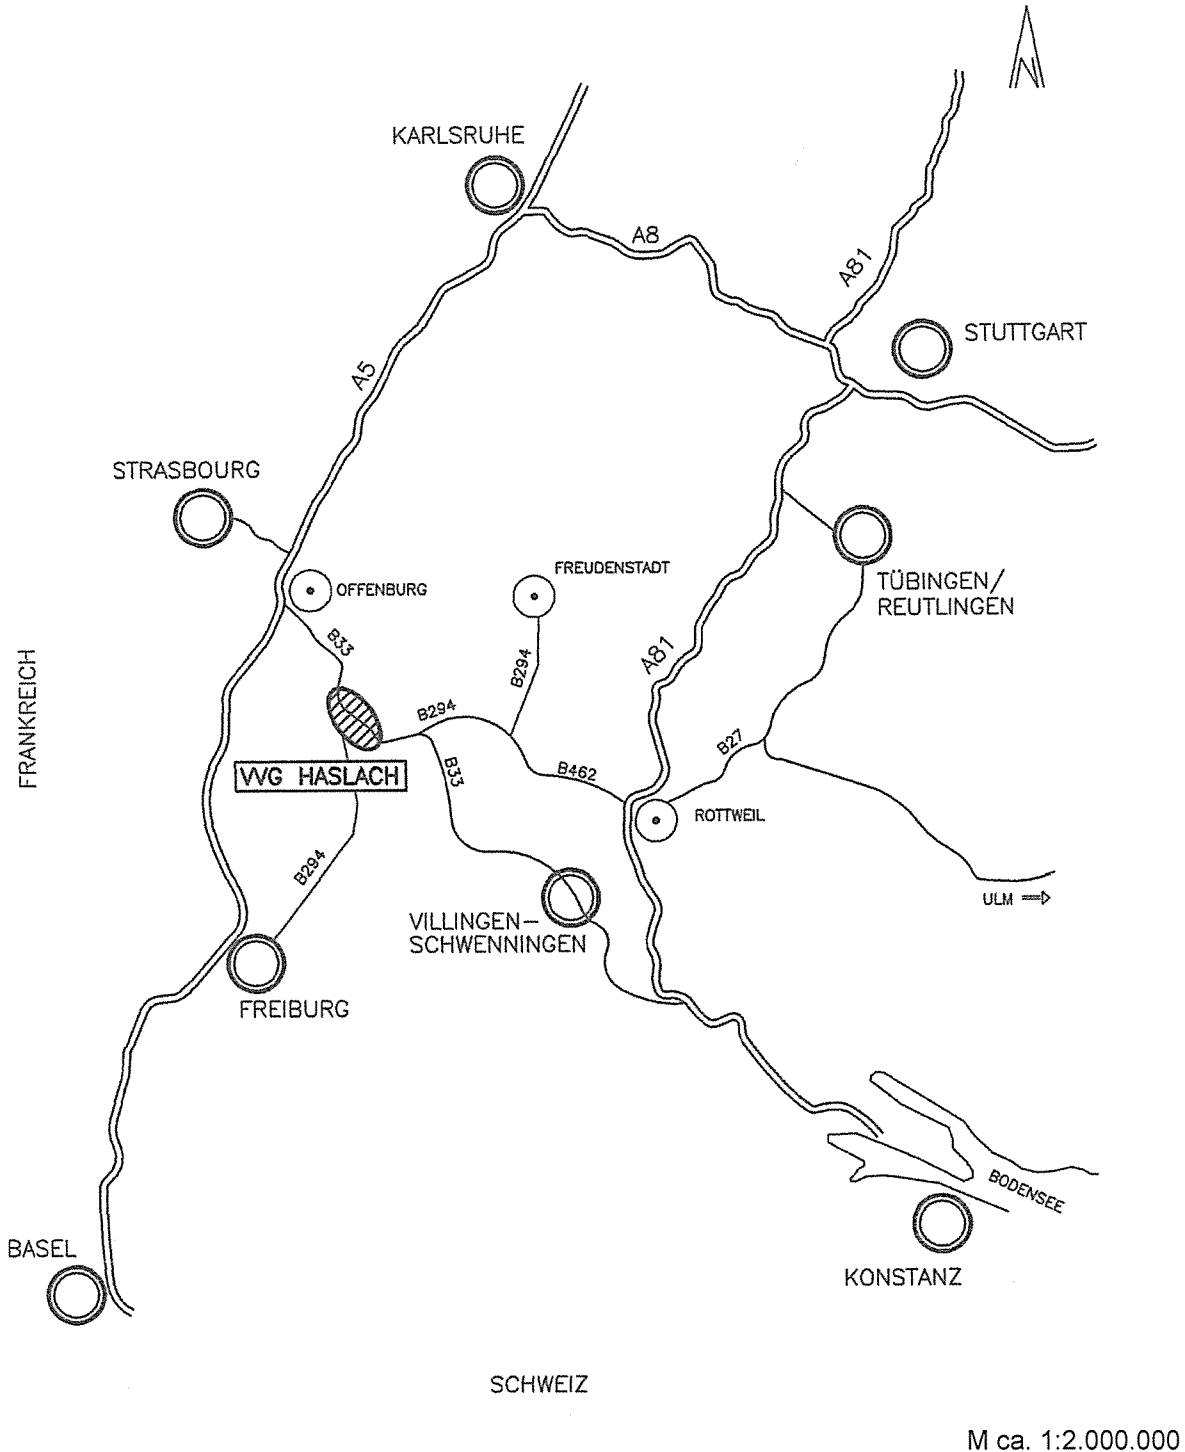 N
KARLSRUHE
A8
A81
STUTTGART
A5
STRASBOURG
FREUDENSTADT
OFFENBURG
TÜBINGEN/
REUTLINGEN
B33
A81
B294
FRANKREICH
B294
B27
VVG HASLACH
B33
B462
ROTTWEIL
B294
ULM
VILLINGEN-
SCHWENNINGEN
FREIBURG
BODENSEE
BASEL
KONSTANZ
SCHWEIZ
M ca. 1:2.000.000